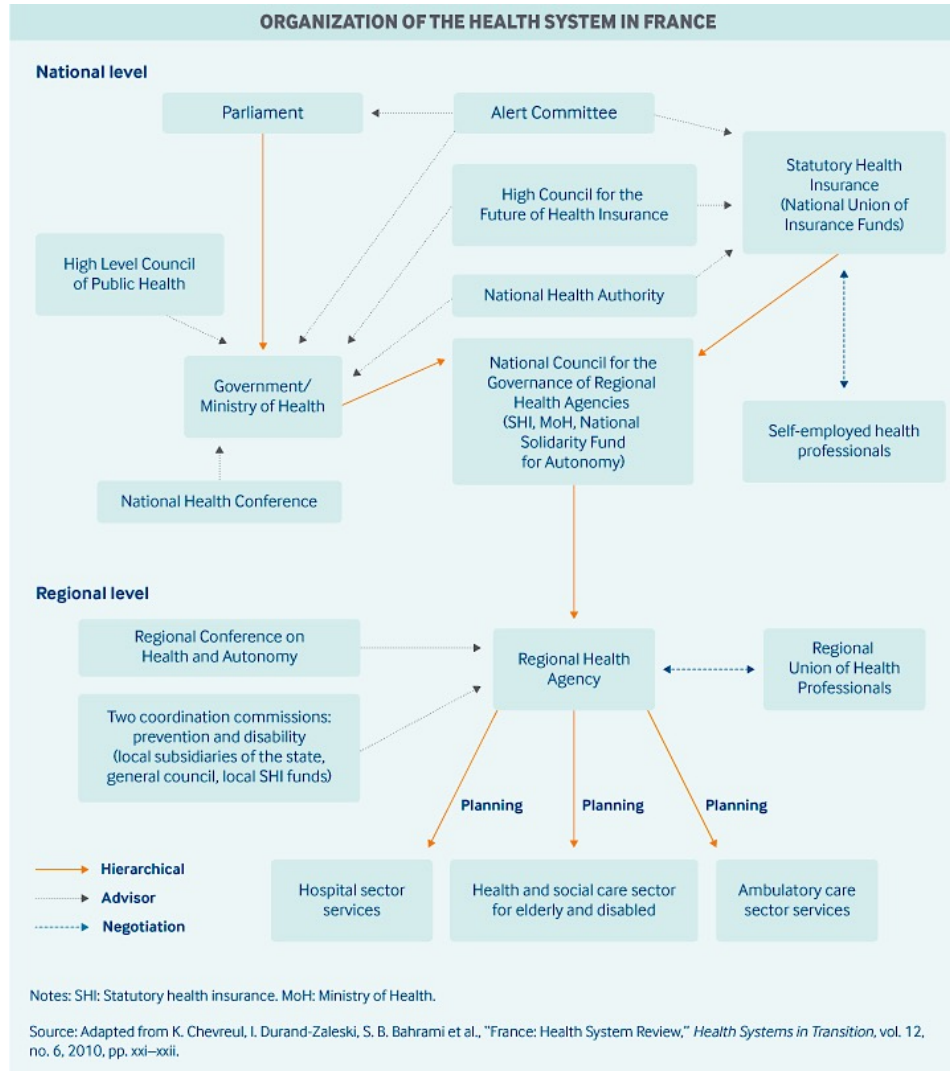 ORGANIZATION OF THE HEALTH SYSTEM IN FRANCE
National level
Parliament
Alert Committee
Statutory Health
Insurance
(National Union of
Insurance Funds)
High Council for the
Future of Health Insurance
High Level Council
of Public Health
National Health Authority
Government/
Ministry of Health
National Council for the
Governance of Regional
Health Agencies
(SHI, MoH, National
Solidarity Fund
for Autonomy)
Self-employed health
professionals
National Health Conference
Regional level
Regional Conference on
Health and Autonomy
Regional Health
Agency
Regional
Union of Health
Professionals
Two coordination commissions:
prevention and disability
(local subsidiaries of the state,
general council, local SHI funds)
Planning
Planning
Planning
Hierarchical
Advisor
Negotiation
Hospital sector
services
Health and social care sector
for elderly and disabled
Ambulatory care
sector services
Notes: SHI: Statutory health insurance. MoH: Ministry of Health.
Source: Adapted from K. Chevreul, I. Durand-Zaleski, S. B. Bahrami et al., "France: Health System Review," Health Systems in Transition, vol. 12,
no. 6, 2010, pp. xxi–xxii.